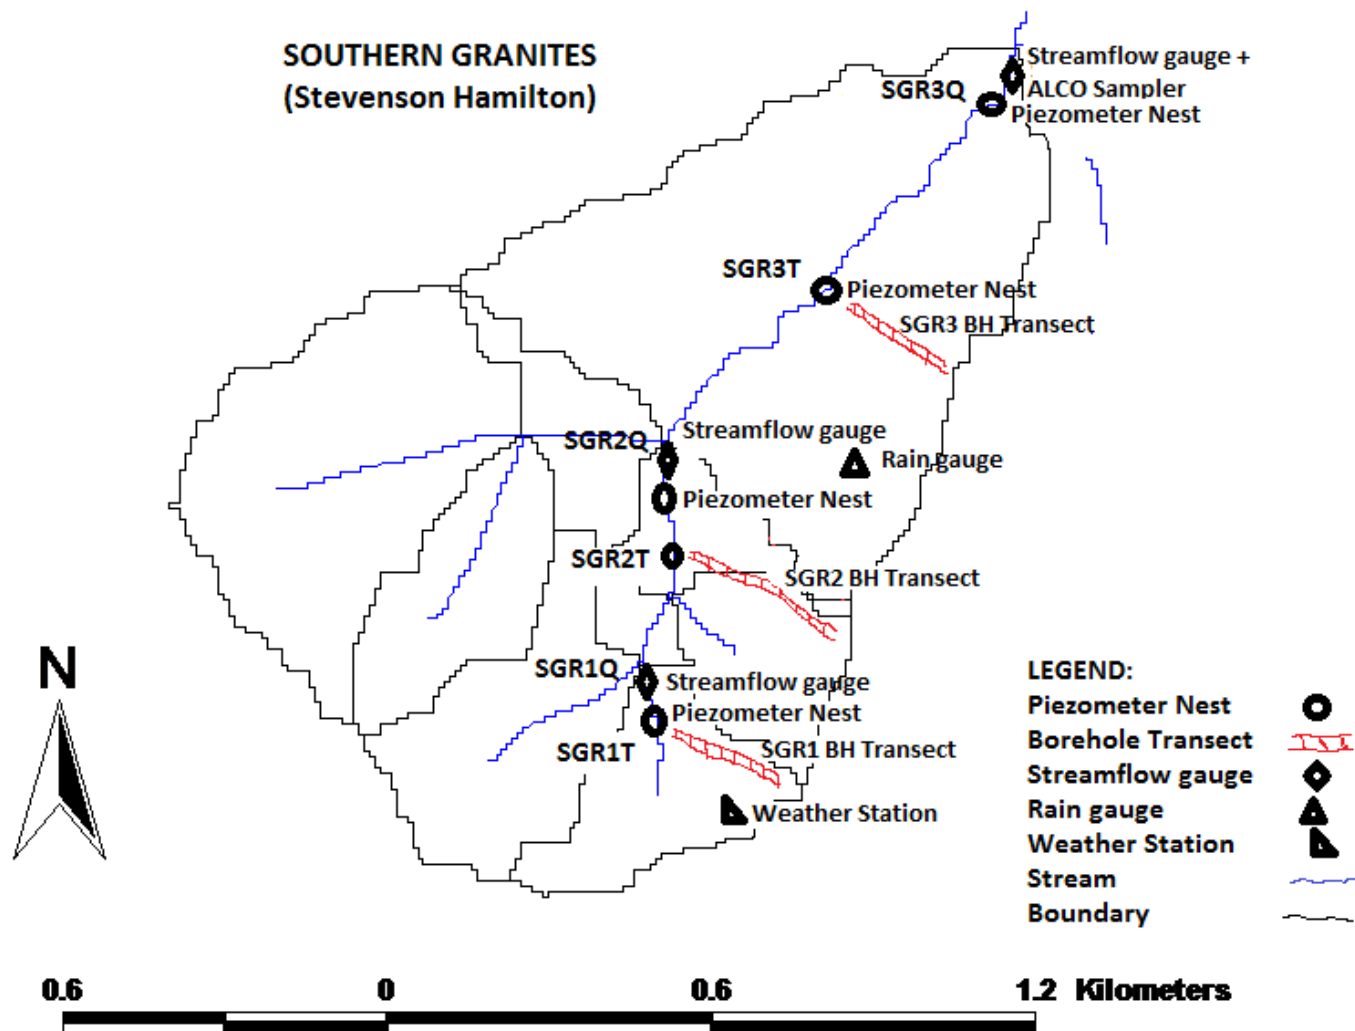 SOUTHERN GRANITES
(Stevenson Hamilton)
Streamflow gauge +
SGR3Q
ALCO Sampler
Piezometer Nest
SGR3T
Piezometer Nest
SGR3 BH Transect
Streamflow gauge
SGR2Q
Rain gauge
Piezometer Nest
SGR2T
SGR2 BH Transect
N
SGR1Q
Streamflow gauge
Piezometer Nest
SGR1T
SGR1 BH Transect
Weather Station
LEGEND:
Piezometer Nest
Borehole Transect
Streamflow gauge
Rain gauge
Weather Station
Stream
Boundary
0.6 0 0.6 1.2 Kilometers